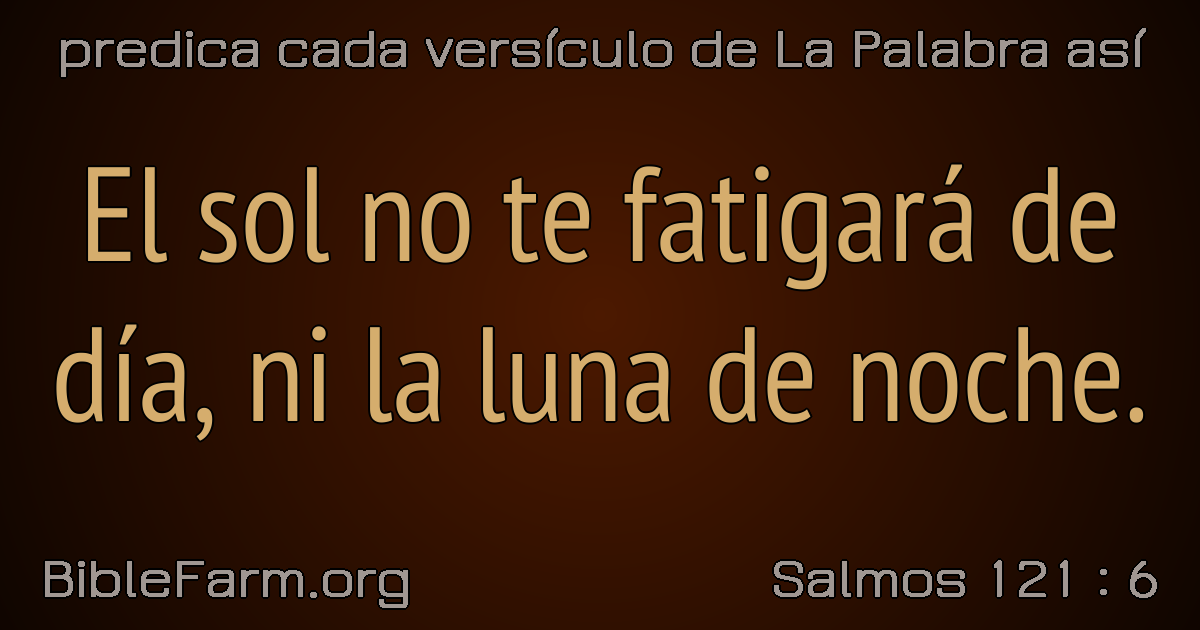 predica cada versículo de La Palabra así
El sol no te fatigará de
día, ni la luna de noche.
BibleFarm.org
Salmos 121 : 6